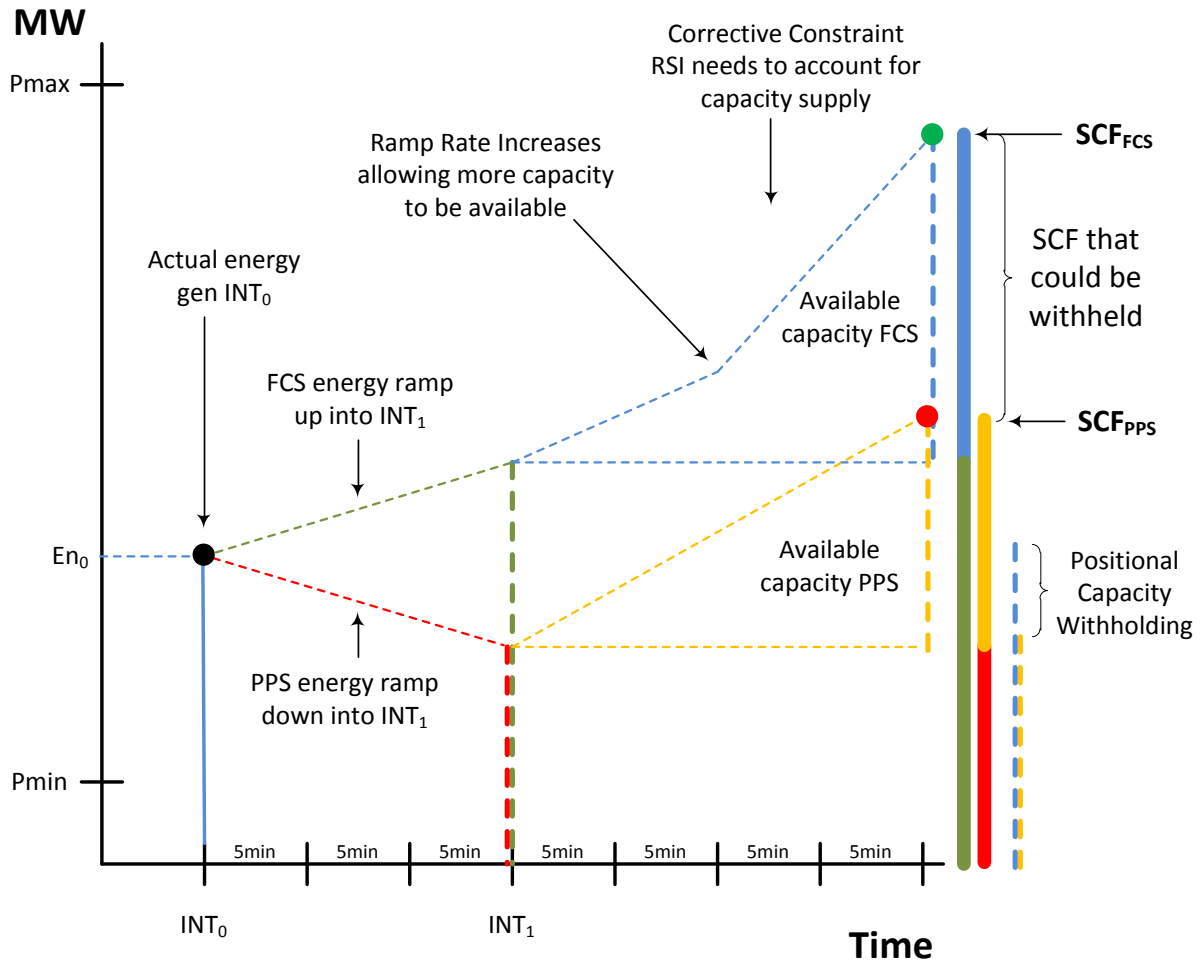 MW
Pmax
Corrective Constraint
RSI needs to account for
capacity supply
Ramp Rate Increases
allowing more capacity
to be available
SCF_FCS
SCF that
could be
withheld
Actual energy
gen INT₀
Available
capacity FCS
FCS energy ramp
up into INT₁
SCF_PPS
En₀
Available
capacity PPS
Positional
Capacity
Withholding
PPS energy ramp
down into INT₁
Pmin
5min 5min 5min 5min 5min 5min 5min
INT₀ INT₁
Time